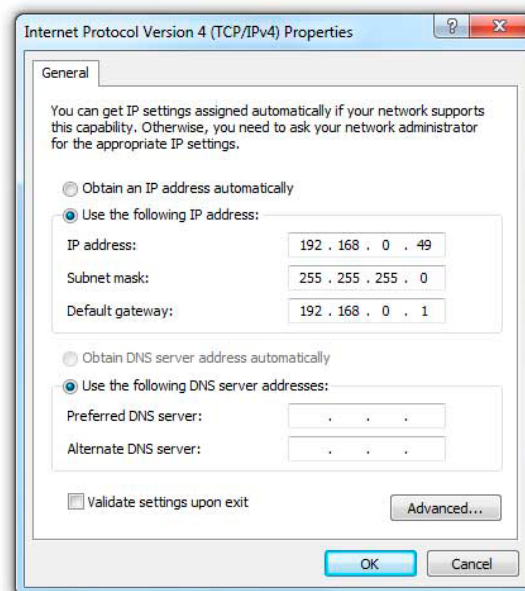 Internet Protocol Version 4 (TCP/IPv4) Properties
General
You can get IP settings assigned automatically if your network supports
this capability. Otherwise, you need to ask your network administrator
for the appropriate IP settings.
Obtain an IP address automatically
Use the following IP address:
IP address: 192 . 168 . 0 . 49
Subnet mask: 255 . 255 . 255 . 0
Default gateway: 192 . 168 . 0 . 1
Obtain DNS server address automatically
Use the following DNS server addresses:
Preferred DNS server: . . .
Alternate DNS server: . . .
Validate settings upon exit
Advanced...
OK Cancel